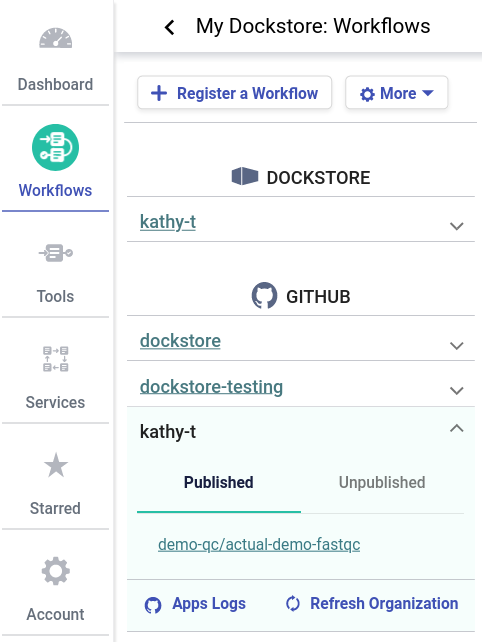 My Dockstore: Workflows
Dashboard
Workflows
Tools
Services
Starred
Account
Register a Workflow
More
DOCKSTORE
kathy-t
GITHUB
dockstore
dockstore-testing
kathy-t
Published Unpublished
demo-qc/actual-demo-fastqc
Apps Logs Refresh Organization